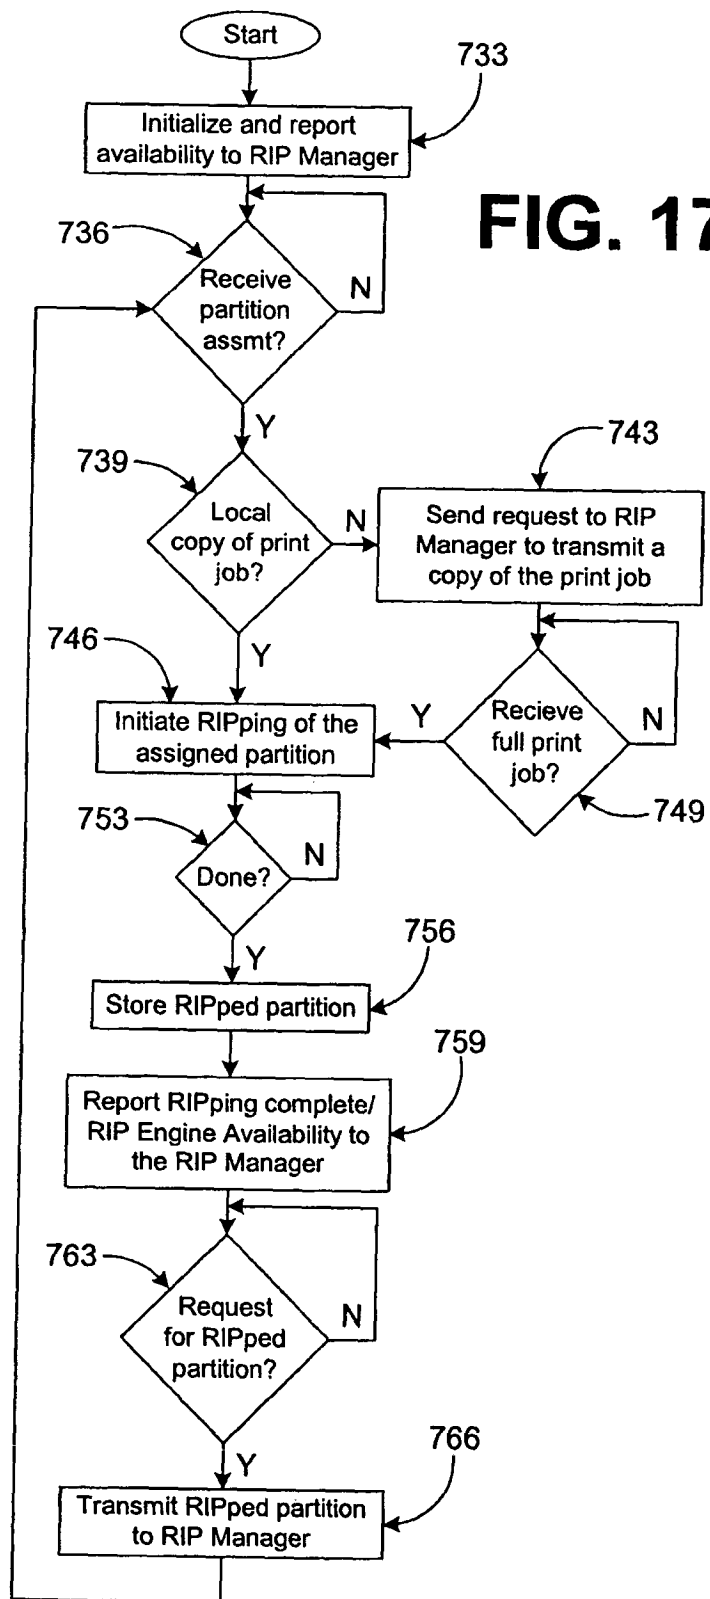 Start
733
Initialize and report
availability to RIP Manager
FIG. 17
736
Receive
partition
assmt?
N
Y
739
Local
copy of print
job?
N
743
Send request to RIP
Manager to transmit a
copy of the print job
Y
746
Initiate RIPping of the
assigned partition
Y
Recieve
full print
job?
N
749
753
Done?
N
Y
756
Store RIPped partition
759
Report RIPping complete/
RIP Engine Availability to
the RIP Manager
763
Request
for RIPped
partition?
N
Y
766
Transmit RIPped partition
to RIP Manager